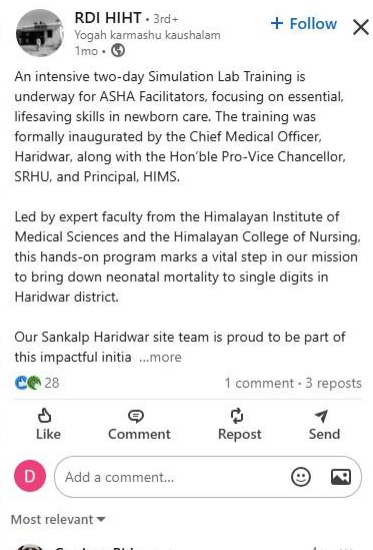 RDI HIHT • 3rd+
+ Follow
Yogah karmashu kaushalam
1mo •
An intensive two-day Simulation Lab Training is
underway for ASHA Facilitators, focusing on essential,
lifesaving skills in newborn care. The training was
formally inaugurated by the Chief Medical Officer,
Haridwar, along with the Hon'ble Pro-Vice Chancellor,
SRHU, and Principal, HIMS.
Led by expert faculty from the Himalayan Institute of
Medical Sciences and the Himalayan College of Nursing,
this hands-on program marks a vital step in our mission
to bring down neonatal mortality to single digits in
Haridwar district.
Our Sankalp Haridwar site team is proud to be part of
this impactful initia ...more
28
1 comment • 3 reposts
Like
Comment
Repost
Send
D
Add a comment...
Most relevant